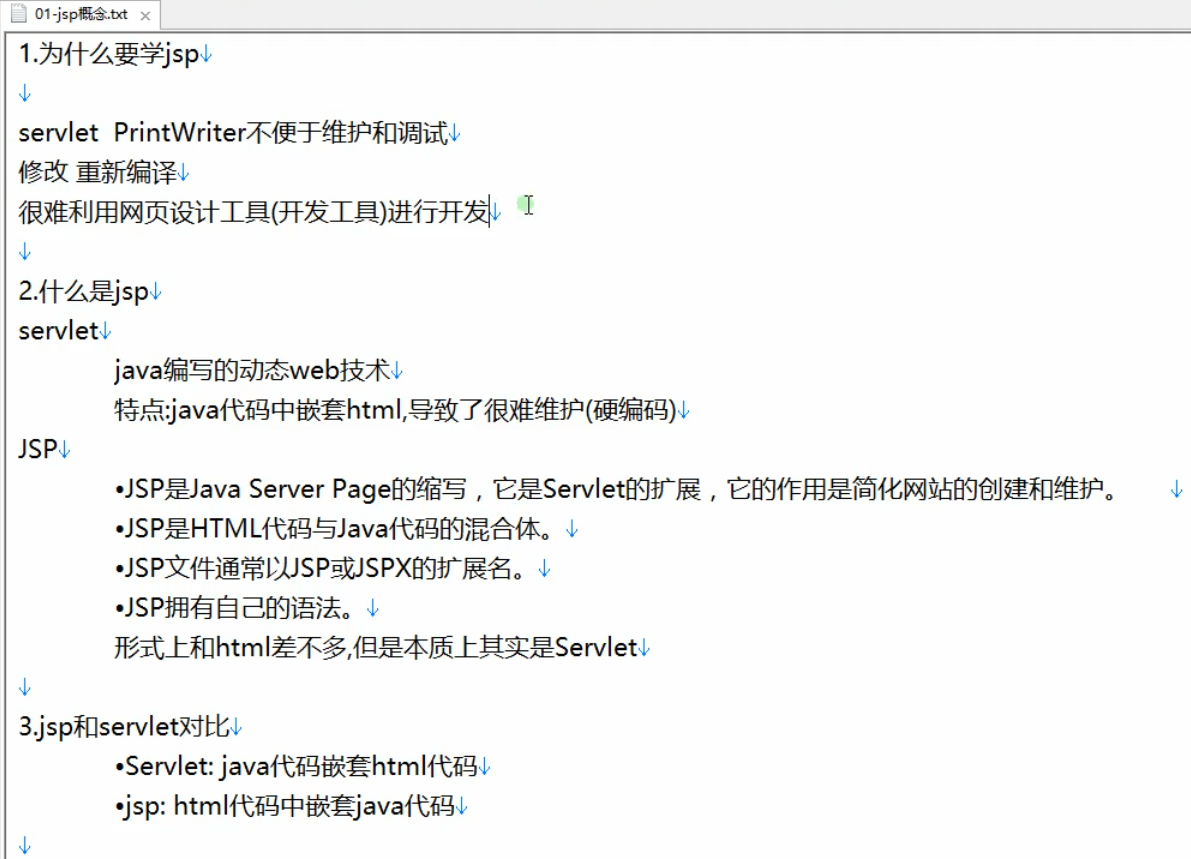 01-jsp概念.txt
1.为什么要学jsp
servlet  PrintWriter不便于维护和调试
修改 重新编译
很难利用网页设计工具(开发工具)进行开发
2.什么是jsp
servlet
java编写的动态web技术
特点:java代码中嵌套html,导致了很难维护(硬编码)
JSP
•JSP是Java Server Page的缩写，它是Servlet的扩展，它的作用是简化网站的创建和维护。
•JSP是HTML代码与Java代码的混合体。
•JSP文件通常以JSP或JSPX的扩展名。
•JSP拥有自己的语法。
形式上和html差不多,但是本质上其实是Servlet
3.jsp和servlet对比
•Servlet: java代码嵌套html代码
•jsp: html代码中嵌套java代码